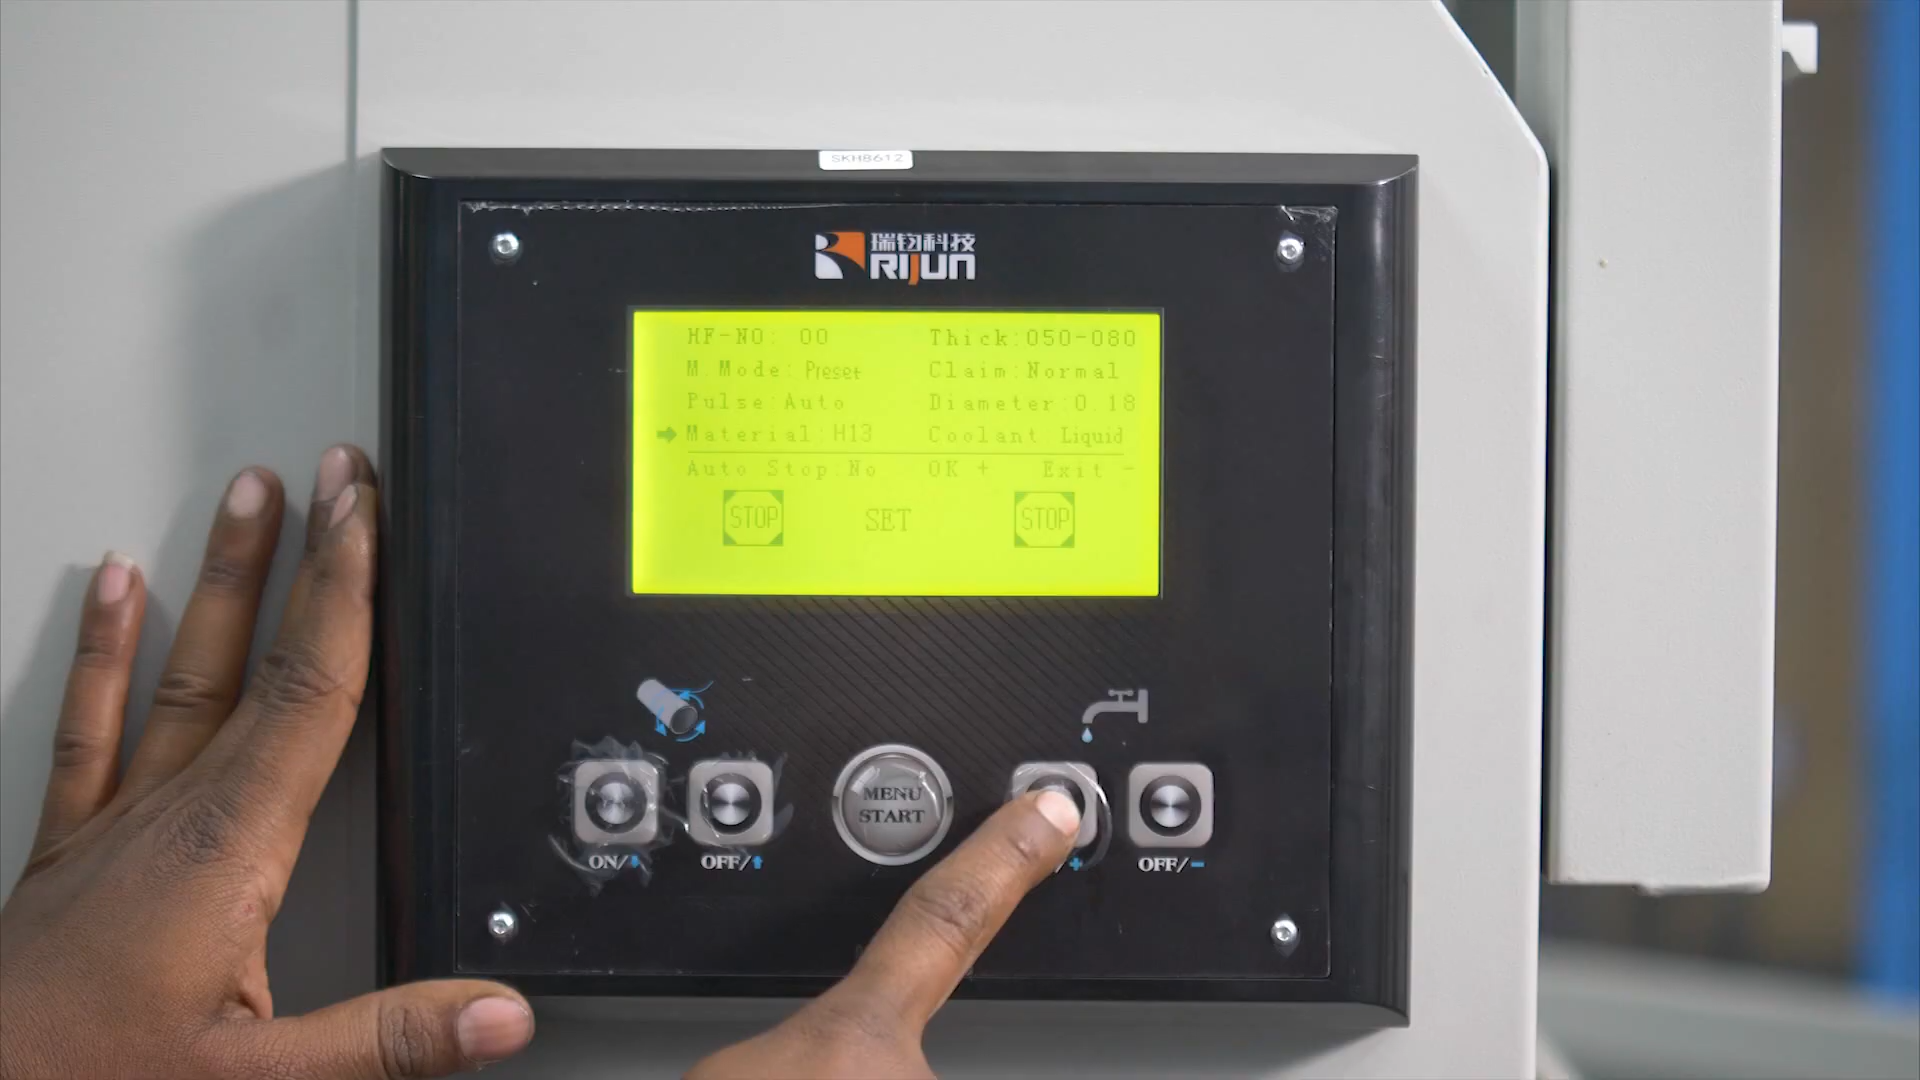 SKH8612
瑞钧科技
RIJUN
HF-NO: 00 Thick:050-080
M.Mode: Preset Claim:Normal
Pulse:Auto Diameter:0.18
➡Material:H13 Coolant Liquid
Auto Stop:No OK + Exit -
STOP SET STOP
MENU
START
ON/⬇ OFF/⬆ /+ OFF/-